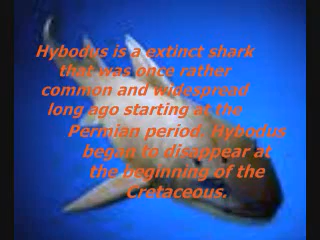 Hybodus is a extinct shark
that was once rather
common and widespread
long ago starting at the
Permian period. Hybodus
began to disappear at
the beginning of the
Cretaceous.